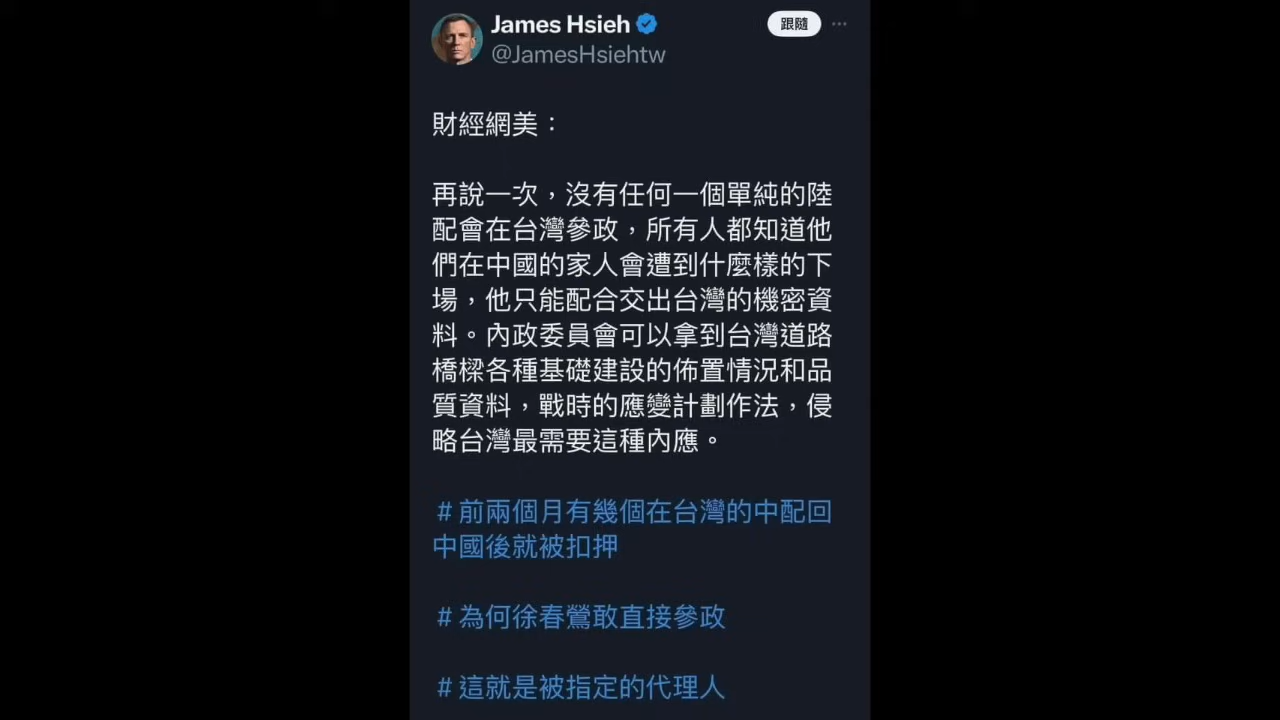 James Hsieh
跟隨
@JamesHsiehtw
財經網美：
再說一次，沒有任何一個單純的陸
配會在台灣參政，所有人都知道他
們在中國的家人會遭到什麼樣的下
場，他只能配合交出台灣的機密資
料。內政委員會可以拿到台灣道路
橋樑各種基礎建設的佈置情況和品
質資料，戰時的應變計劃作法，侵
略台灣最需要這種內應。
＃前兩個月有幾個在台灣的中配回
中國後就被扣押
＃為何徐春鶯敢直接參政
＃這就是被指定的代理人